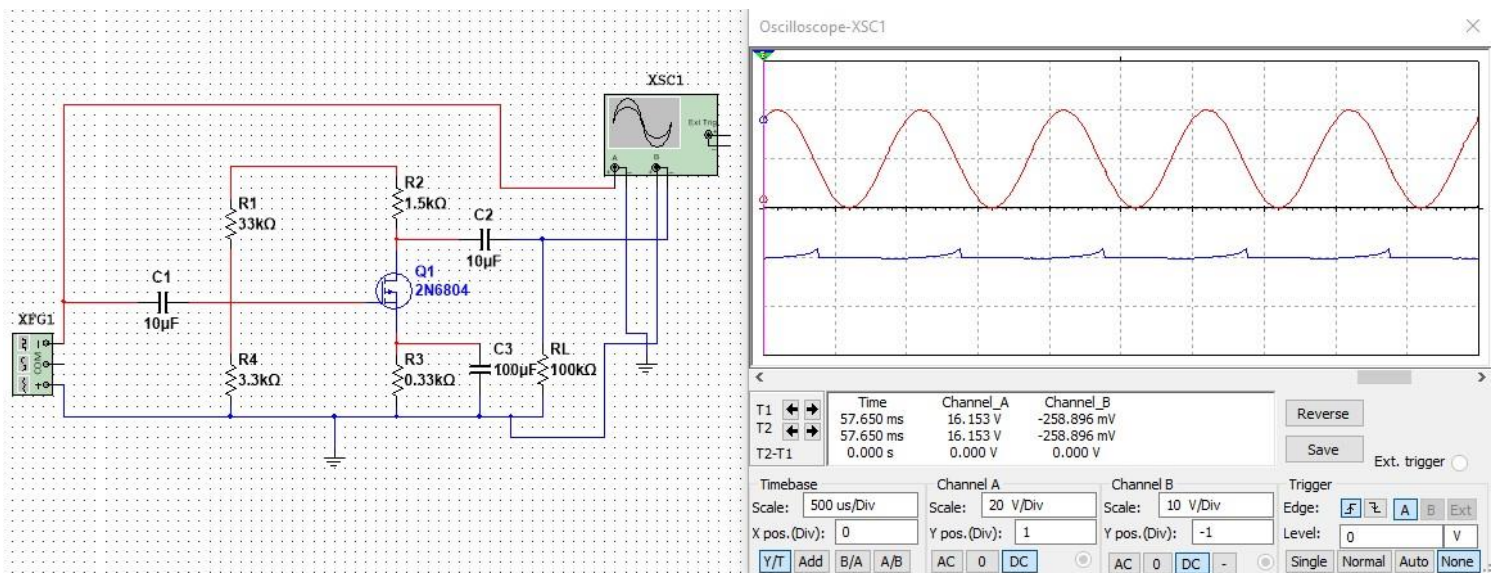 Oscilloscope-XSC1
XSC1
Ext Trig
A
B
R1
33kΩ
R2
1.5kΩ
C2
10µF
C1
10µF
Q1
2N6804
XFG1
COM
R4
3.3kΩ
R3
0.33kΩ
C3
100µF
RL
100kΩ
Time Channel_A Channel_B
T1 57.650 ms 16.153 V -258.896 mV
T2 57.650 ms 16.153 V -258.896 mV
T2-T1 0.000 s 0.000 V 0.000 V
Reverse
Save
Ext. trigger
Timebase
Scale: 500 us/Div
X pos.(Div): 0
Y/T Add B/A A/B
Channel A
Scale: 20 V/Div
Y pos.(Div): 1
AC 0 DC
Channel B
Scale: 10 V/Div
Y pos.(Div): -1
AC 0 DC -
Trigger
Edge: A B Ext
Level: 0 V
Single Normal Auto None